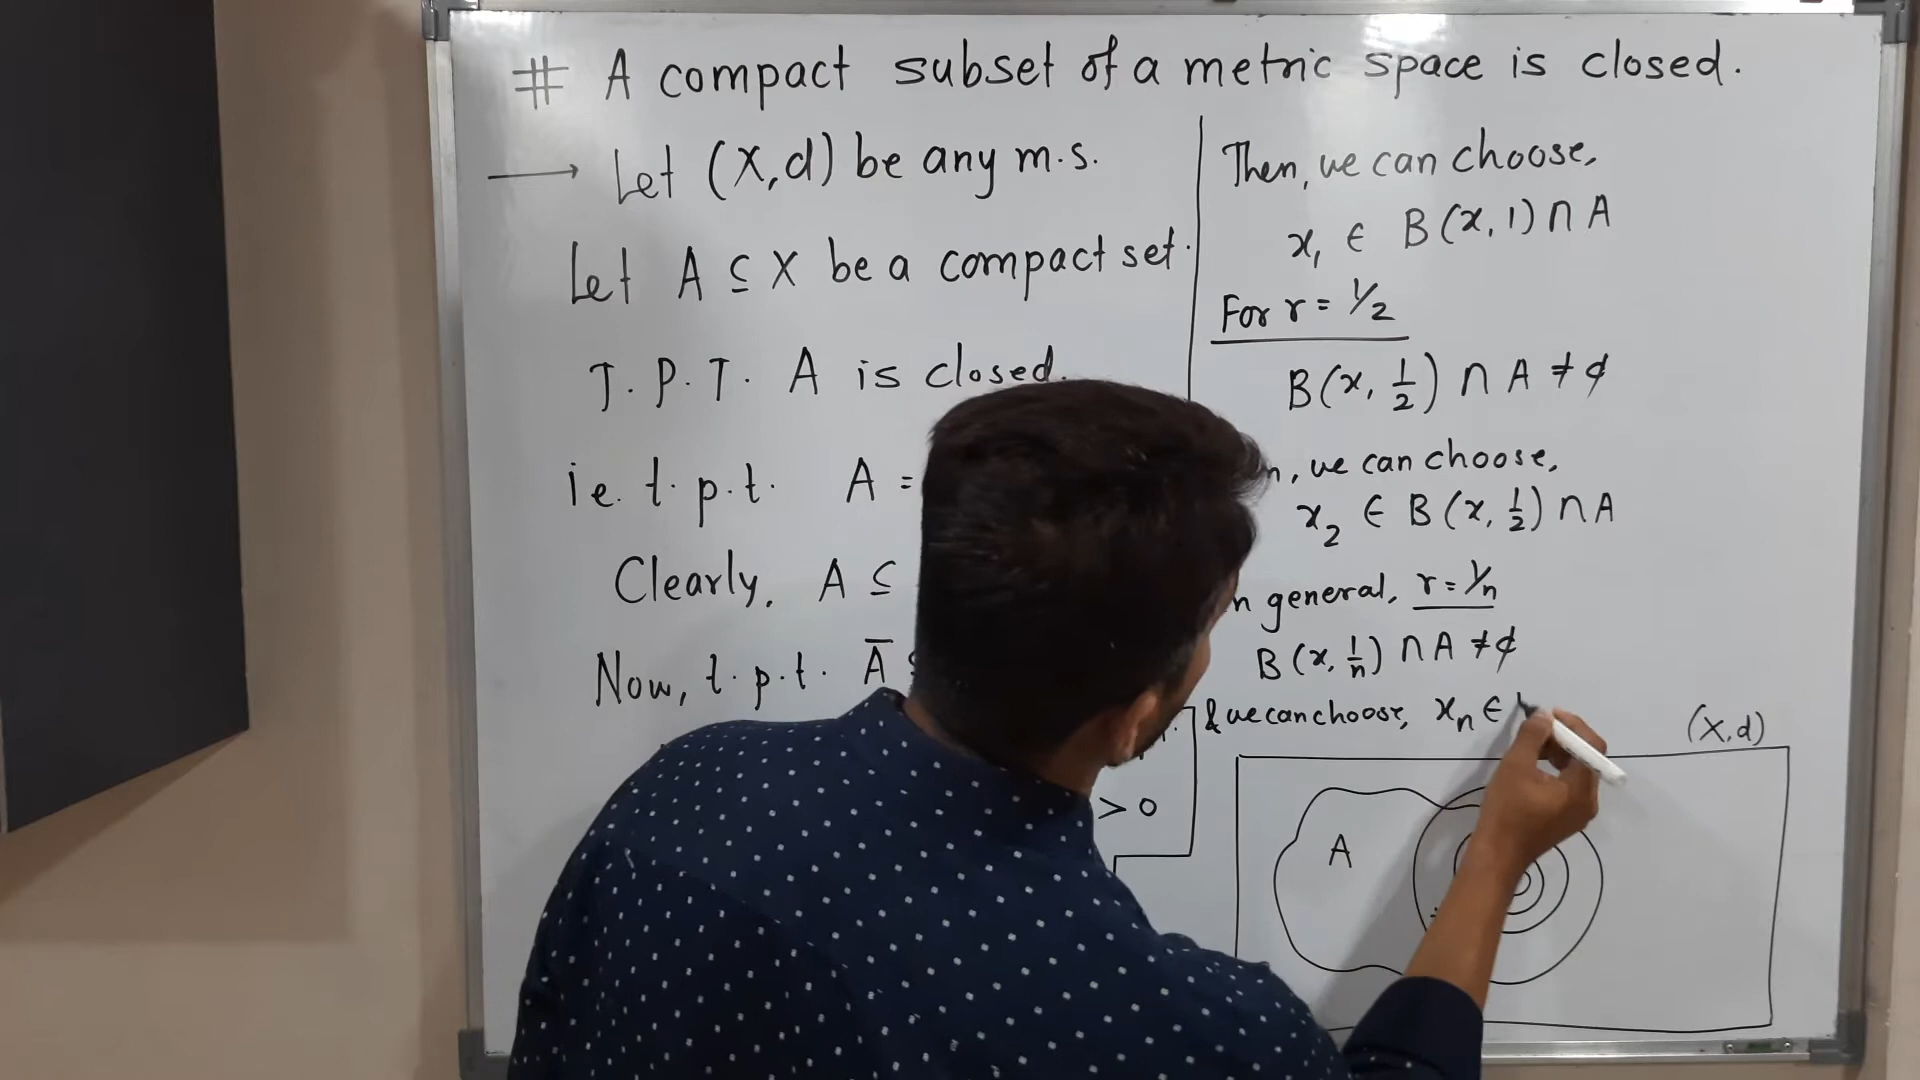 # A compact subset of a metric space is closed.
→ Let (X,d) be any m.s.
Let A ⊆ X be a compact set.
T.P.T. A is closed.
i.e. t.p.t. A =
Clearly, A ⊆
Now, t.p.t. A̅
> 0
Then, we can choose,
x₁ ∈ B(x,1) ∩ A
For r = 1/2
B(x, 1/2) ∩ A ≠ ϕ
n, we can choose,
x₂ ∈ B(x, 1/2) ∩ A
n general, r = 1/n
B(x, 1/n) ∩ A ≠ ϕ
& we can choose, xₙ ∈
(X,d)
A